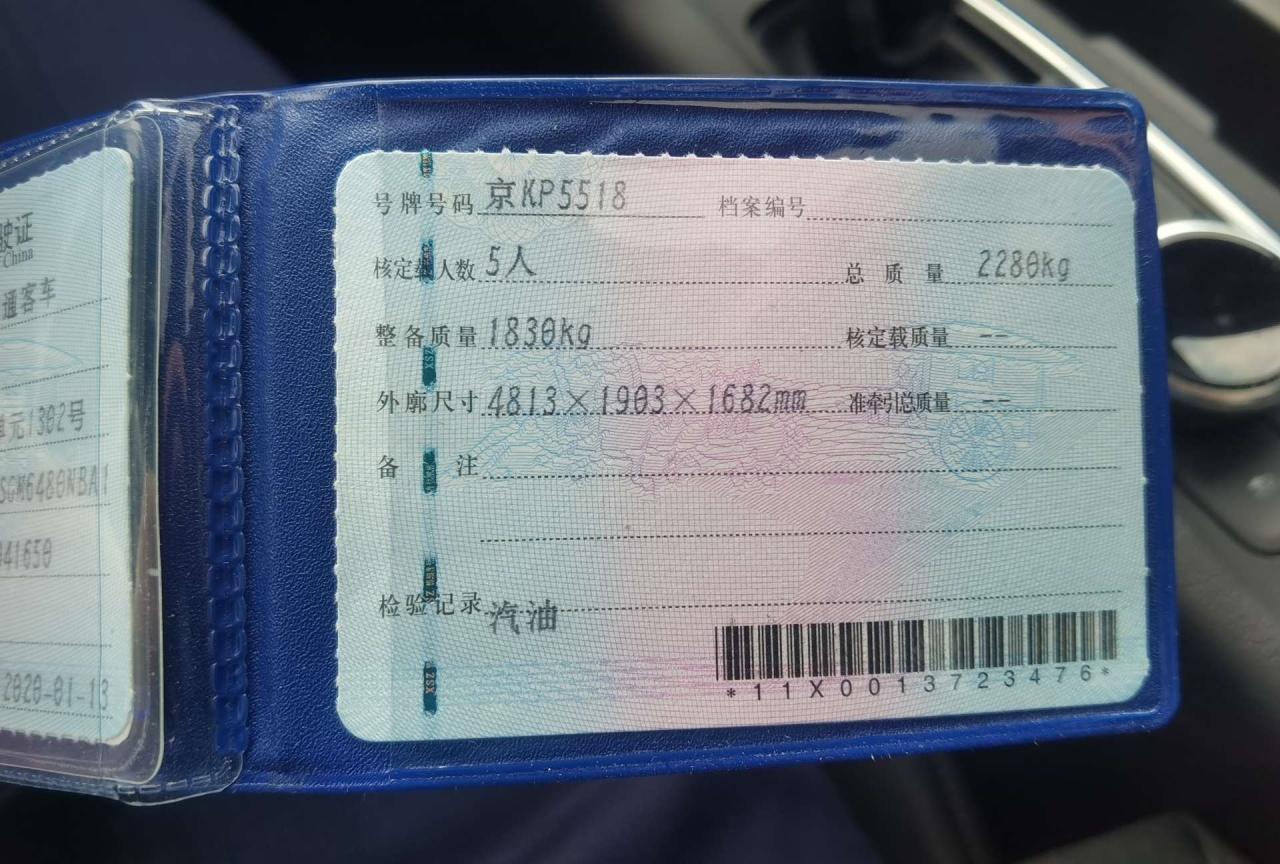 驶证
China
通客车
单元1302号
SGM6480NBA1
041650
2020-01-13
号牌号码 京KP5518 档案编号
核定载人数 5人 总质量 2280kg
整备质量 1830kg 核定载质量 --
外廓尺寸 4813×1903×1682mm 准牵引总质量 --
备注
检验记录 汽油
*11X0013723476*
XSZ